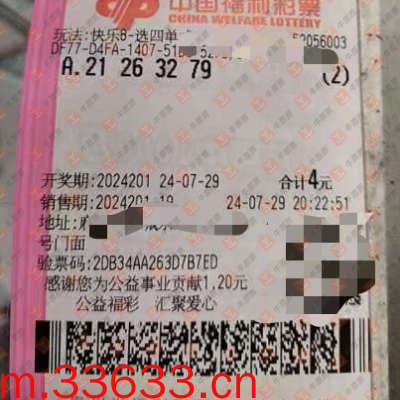 中国福利彩票
CHINA WELFARE LOTTERY
玩法:快乐8-选四单
52056003
DF77-D4FA-1407-51
A.21 26 32 79
(2)
开奖期:2024201 24-07-29
合计4元
销售期:2024201-19
24-07-29 20:22:51
地址:
号门面
验票码:2DB34AA263D7B7ED
感谢您为公益事业贡献1,20元
公益福彩 汇聚爱心
m.33633.cn